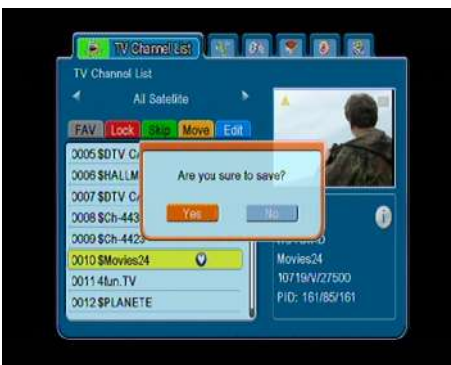 TV Channel List
TV Channel List
All Satellite
FAV Lock Skip Move Edit
0005 $DTV
0006 $HALLM
0007 $DTV
0008 $Ch-443
0009 $Ch-4423
0010 $Movies24
0011 4fun.TV
0012 $PLANETE
Are you sure to save?
Yes No
Movies24
10719/V/27500
PID: 161/85/161